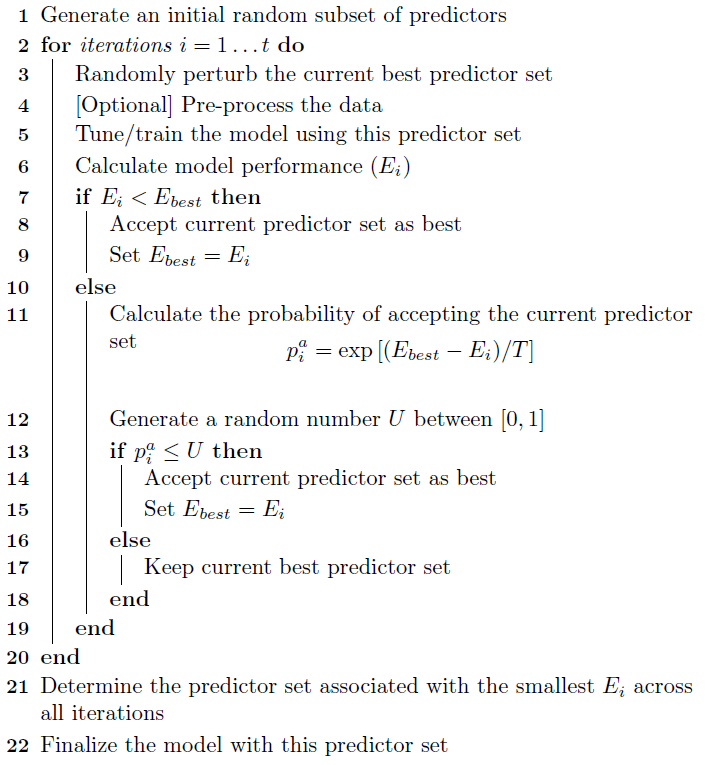 1 Generate an initial random subset of predictors
2 for iterations i = 1 . . . t do
3 Randomly perturb the current best predictor set
4 [Optional] Pre-process the data
5 Tune/train the model using this predictor set
6 Calculate model performance (E_i)
7 if E_i < E_best then
8 Accept current predictor set as best
9 Set E_best = E_i
10 else
11 Calculate the probability of accepting the current predictor
set
p_i^a = exp [(E_best − E_i)/T]
12 Generate a random number U between [0, 1]
13 if p_i^a ≤ U then
14 Accept current predictor set as best
15 Set E_best = E_i
16 else
17 Keep current best predictor set
18 end
19 end
20 end
21 Determine the predictor set associated with the smallest E_i across
all iterations
22 Finalize the model with this predictor set